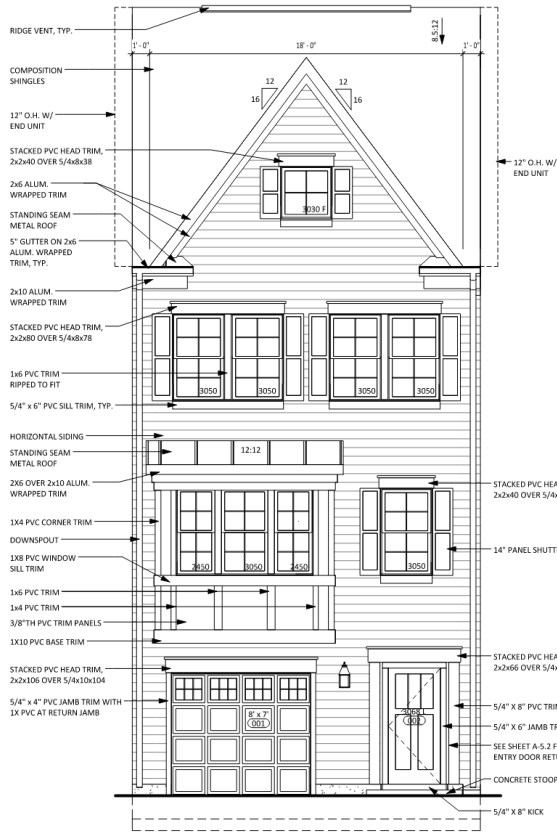 RIDGE VENT, TYP.
8.5:12
1' - 0"
18' - 0"
1' - 0"
COMPOSITION
SHINGLES
12
16
12
16
12" O.H. W/
END UNIT
STACKED PVC HEAD TRIM,
2x2x40 OVER 5/4x8x38
12" O.H. W/
END UNIT
2x6 ALUM.
WRAPPED TRIM
3030 F
STANDING SEAM
METAL ROOF
5" GUTTER ON 2x6
ALUM. WRAPPED
TRIM, TYP.
2x10 ALUM.
WRAPPED TRIM
STACKED PVC HEAD TRIM,
2x2x80 OVER 5/4x8x78
1x6 PVC TRIM
RIPPED TO FIT
3050
3050
3050
3050
5/4" x 6" PVC SILL TRIM, TYP.
HORIZONTAL SIDING
STANDING SEAM
METAL ROOF
12:12
2X6 OVER 2x10 ALUM.
WRAPPED TRIM
STACKED PVC HEA
2x2x40 OVER 5/4x
1X4 PVC CORNER TRIM
DOWNSPOUT
14" PANEL SHUTT
1X8 PVC WINDOW
SILL TRIM
2450
3050
2450
3050
1x6 PVC TRIM
1x4 PVC TRIM
3/8"TH PVC TRIM PANELS
1X10 PVC BASE TRIM
STACKED PVC HEAD TRIM,
2x2x106 OVER 5/4x10x104
STACKED PVC HEA
2x2x66 OVER 5/4x
5/4" x 4" PVC JAMB TRIM WITH
1X PVC AT RETURN JAMB
8' x 7'
001
3068
002
5/4" X 8" PVC TRIM
5/4" X 6" JAMB TR
SEE SHEET A-5.2 F
ENTRY DOOR RETU
CONCRETE STOOP
5/4" X 8" KICK